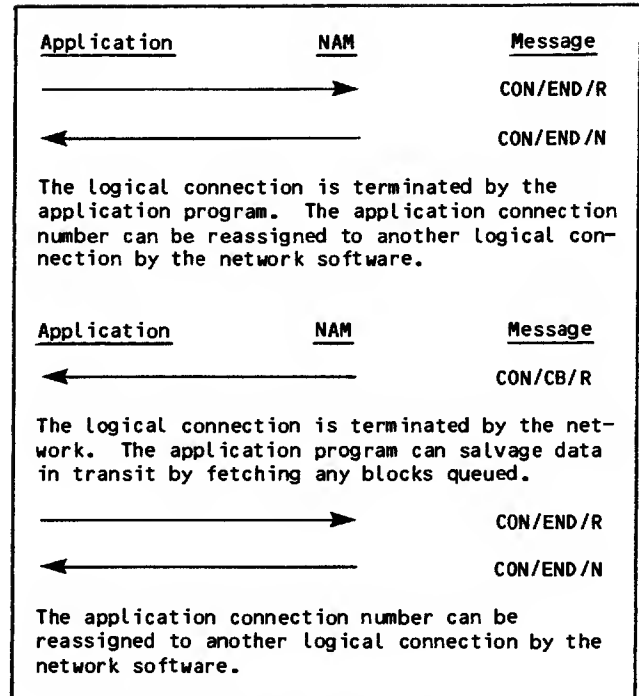 Application NAM Message
CON/END/R
CON/END/N
The logical connection is terminated by the
application program. The application connection
number can be reassigned to another logical con-
nection by the network software.
Application NAM Message
CON/CB/R
The logical connection is terminated by the net-
work. The application program can salvage data
in transit by fetching any blocks queued.
CON/END/R
CON/END/N
The application connection number can be
reassigned to another logical connection by the
network software.